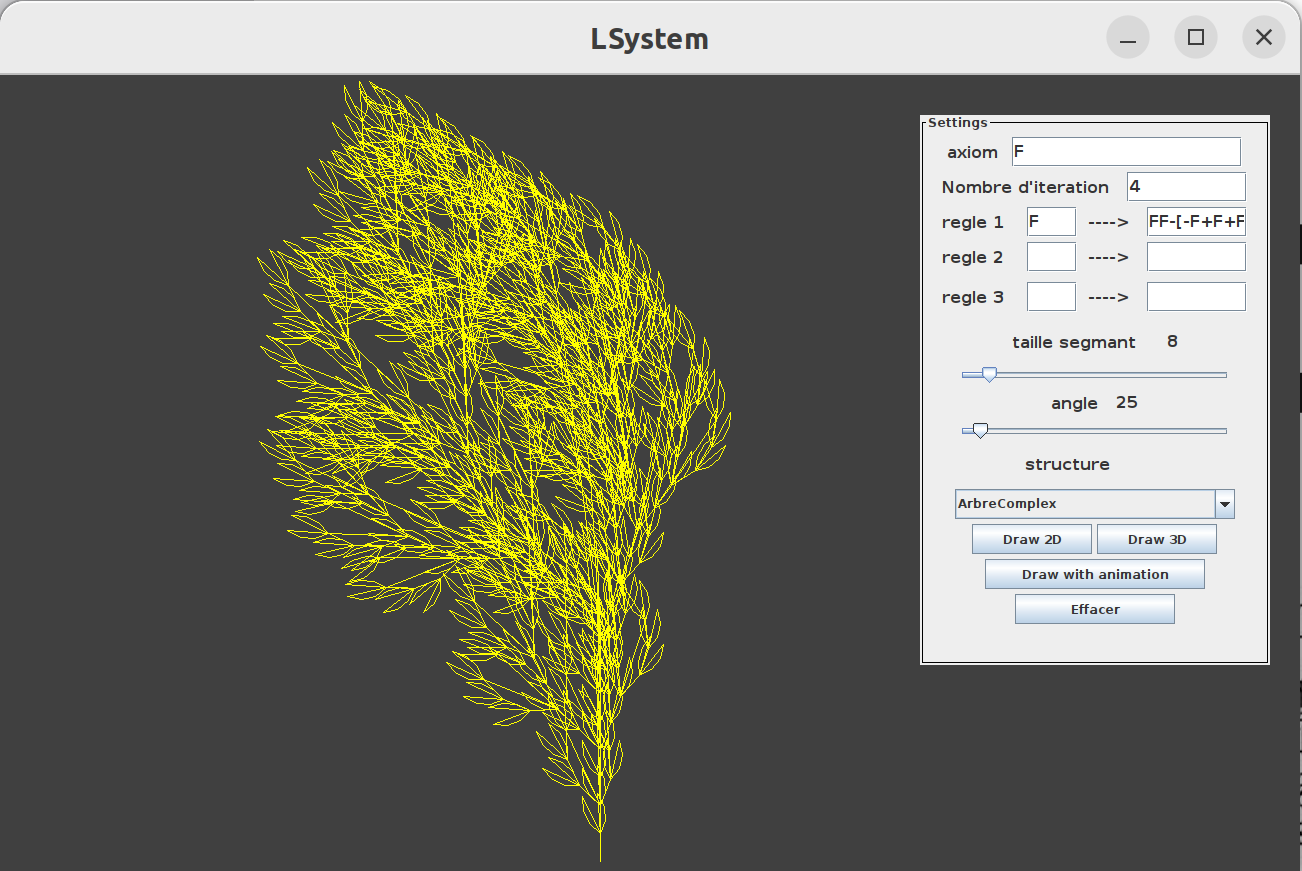 LSystem
Settings
axiom F
Nombre d'iteration 4
regle 1 F ----> FF-[-F+F+F
regle 2 ---->
regle 3 ---->
taille segmant 8
angle 25
structure
ArbreComplex
Draw 2D Draw 3D
Draw with animation
Effacer